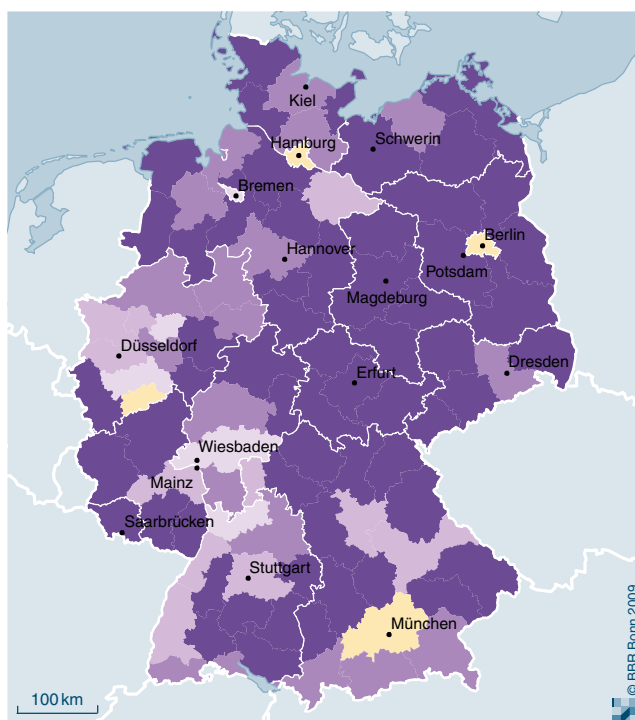 Kiel
Schwerin
Hamburg
Bremen
Hannover
Berlin
Potsdam
Magdeburg
Düsseldorf
Dresden
Erfurt
Wiesbaden
Mainz
Saarbrücken
Stuttgart
München
100 km
© BBR Bonn 2009